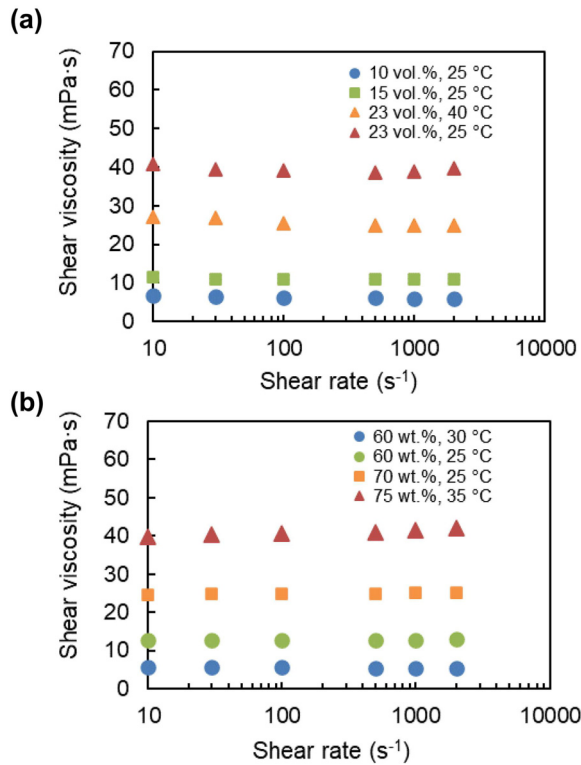 (a)
Shear viscosity (mPa·s)
70
60
50
40
30
20
10
0
10 vol.%, 25 °C
15 vol.%, 25 °C
23 vol.%, 40 °C
23 vol.%, 25 °C
10 100 1000 10000
Shear rate (s-1)
(b)
Shear viscosity (mPa·s)
70
60
50
40
30
20
10
0
60 wt.%, 30 °C
60 wt.%, 25 °C
70 wt.%, 25 °C
75 wt.%, 35 °C
10 100 1000 10000
Shear rate (s-1)